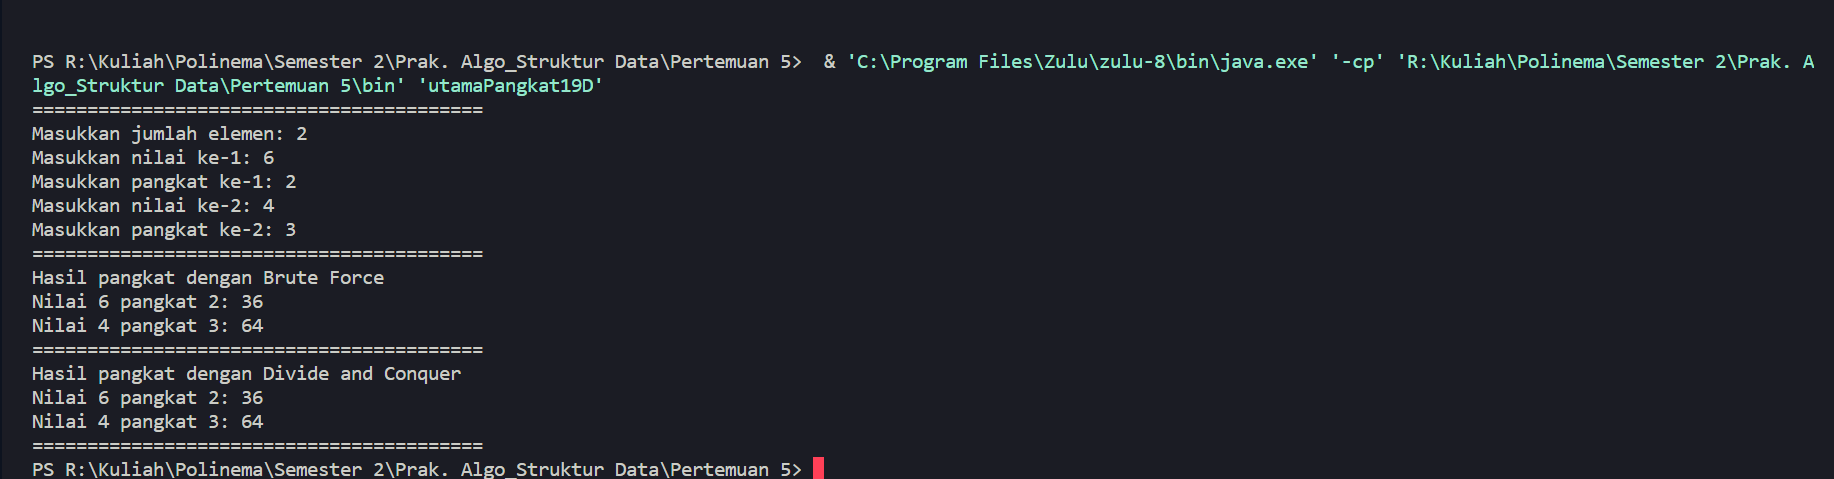 PS R:\Kuliah\Polinema\Semester 2\Prak. Algo_Struktur Data\Pertemuan 5>  & 'C:\Program Files\Zulu\zulu-8\bin\java.exe' '-cp' 'R:\Kuliah\Polinema\Semester 2\Prak. A
lgo_Struktur Data\Pertemuan 5\bin' 'utamaPangkat19D'
=========================================
Masukkan jumlah elemen: 2
Masukkan nilai ke-1: 6
Masukkan pangkat ke-1: 2
Masukkan nilai ke-2: 4
Masukkan pangkat ke-2: 3
=========================================
Hasil pangkat dengan Brute Force
Nilai 6 pangkat 2: 36
Nilai 4 pangkat 3: 64
=========================================
Hasil pangkat dengan Divide and Conquer
Nilai 6 pangkat 2: 36
Nilai 4 pangkat 3: 64
=========================================
PS R:\Kuliah\Polinema\Semester 2\Prak. Algo_Struktur Data\Pertemuan 5>